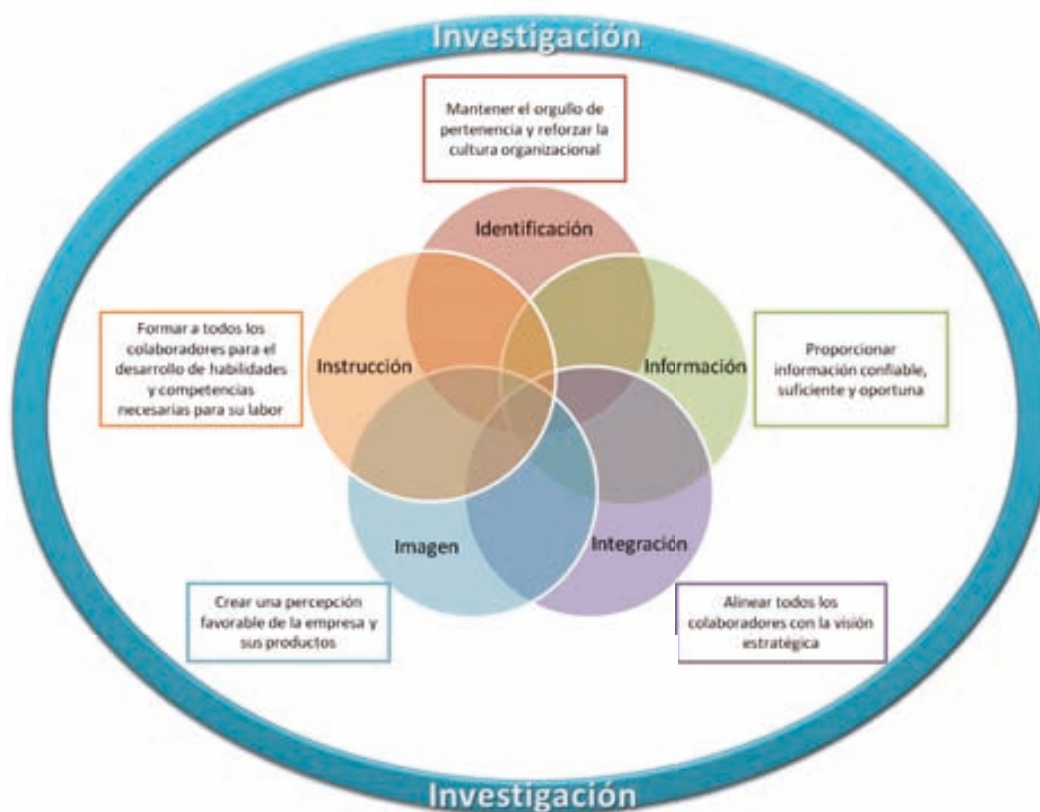 Investigación
Mantener el orgullo de
pertenencia y reforzar la
cultura organizacional
Identificación
Formar a todos los
colaboradores para el
desarrollo de habilidades
y competencias
necesarias para su labor
Instrucción
Información
Proporcionar
información confiable,
suficiente y oportuna
Imagen
Integración
Crear una percepción
favorable de la empresa y
sus productos
Alinear todos los
colaboradores con la visión
estratégica
Investigación